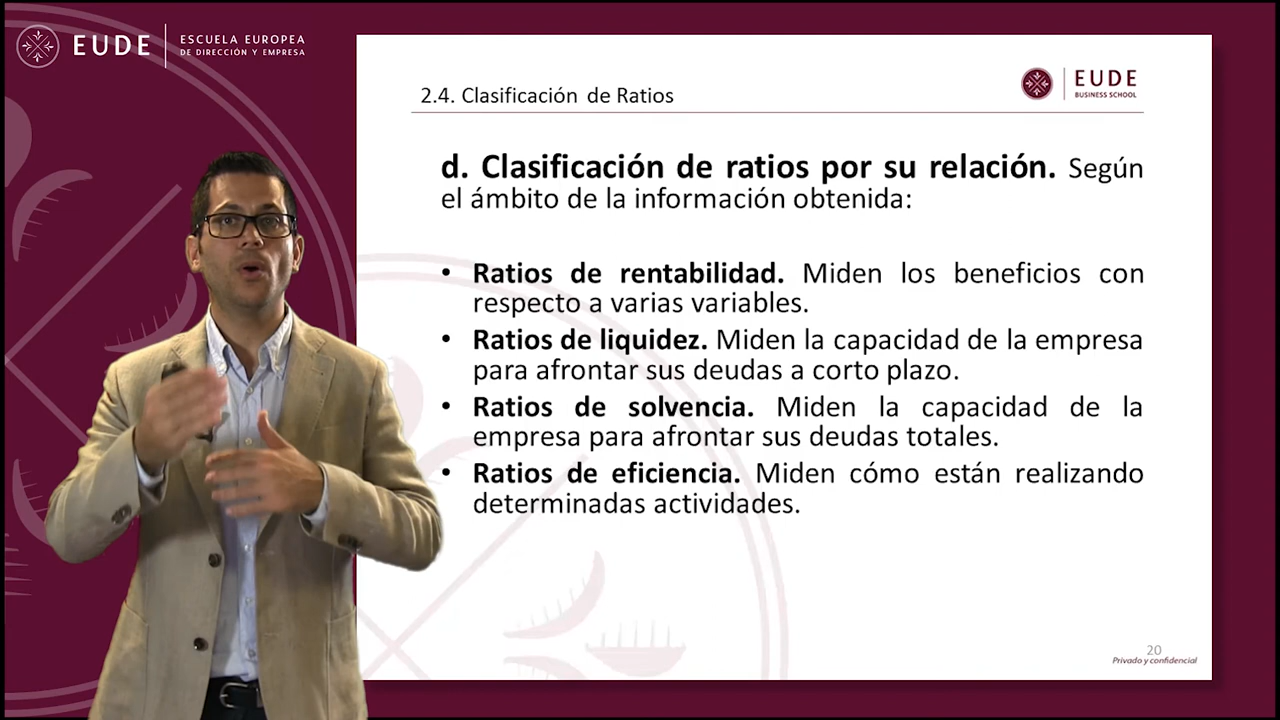 EUDE
ESCUELA EUROPEA
DE DIRECCIÓN Y EMPRESA
2.4. Clasificación de Ratios
EUDE
BUSINESS SCHOOL
d. Clasificación de ratios por su relación. Según
el ámbito de la información obtenida:
• Ratios de rentabilidad. Miden los beneficios con
respecto a varias variables.
• Ratios de liquidez. Miden la capacidad de la empresa
para afrontar sus deudas a corto plazo.
• Ratios de solvencia. Miden la capacidad de la
empresa para afrontar sus deudas totales.
• Ratios de eficiencia. Miden cómo están realizando
determinadas actividades.
20
Privado y confidencial